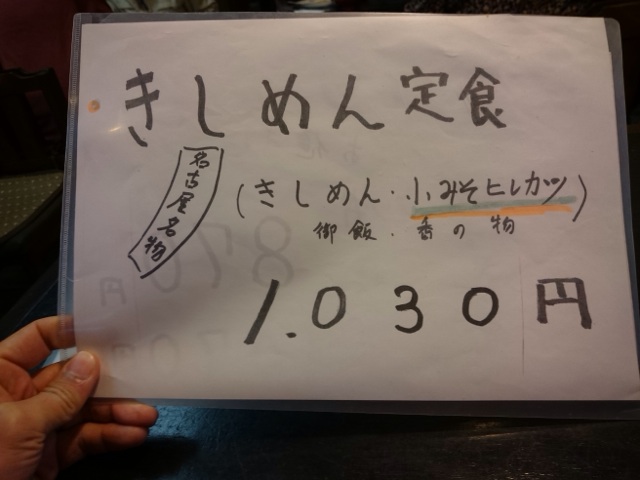 きしめん定食
名古屋名物
(きしめん・小みそヒレカツ)
御飯・香の物
1.030円